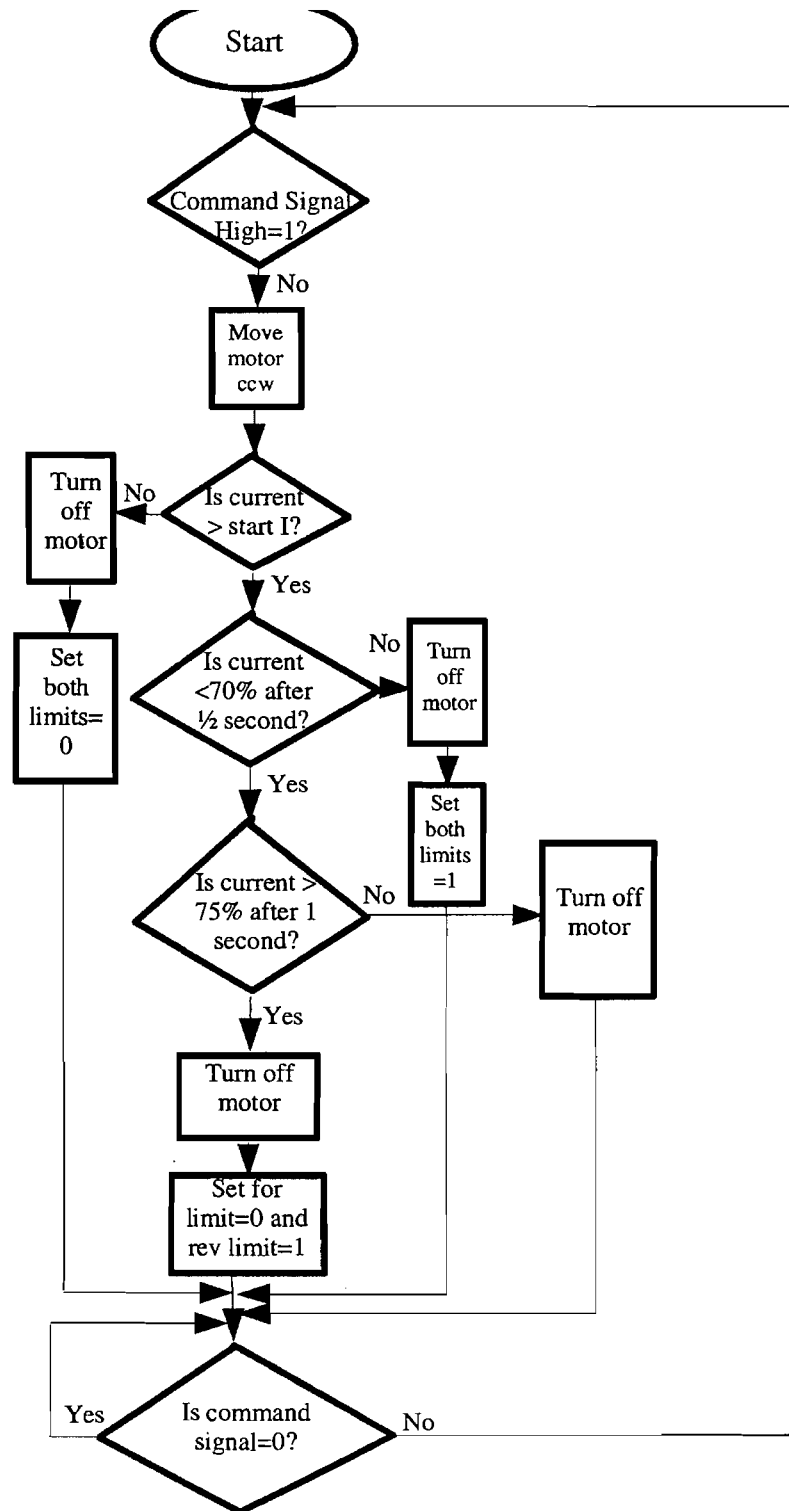 Start
Command Signal
High=1?
No
Move
motor
ccw
Is current
> start I?
No
Turn
off
motor
Set
both
limits=
0
Yes
Is current
<70% after
½ second?
No
Turn
off
motor
Set
both
limits
=1
Yes
Is current >
75% after 1
second?
No
Turn off
motor
Yes
Turn off
motor
Set for
limit=0 and
rev limit=1
Is command
signal=0?
Yes
No